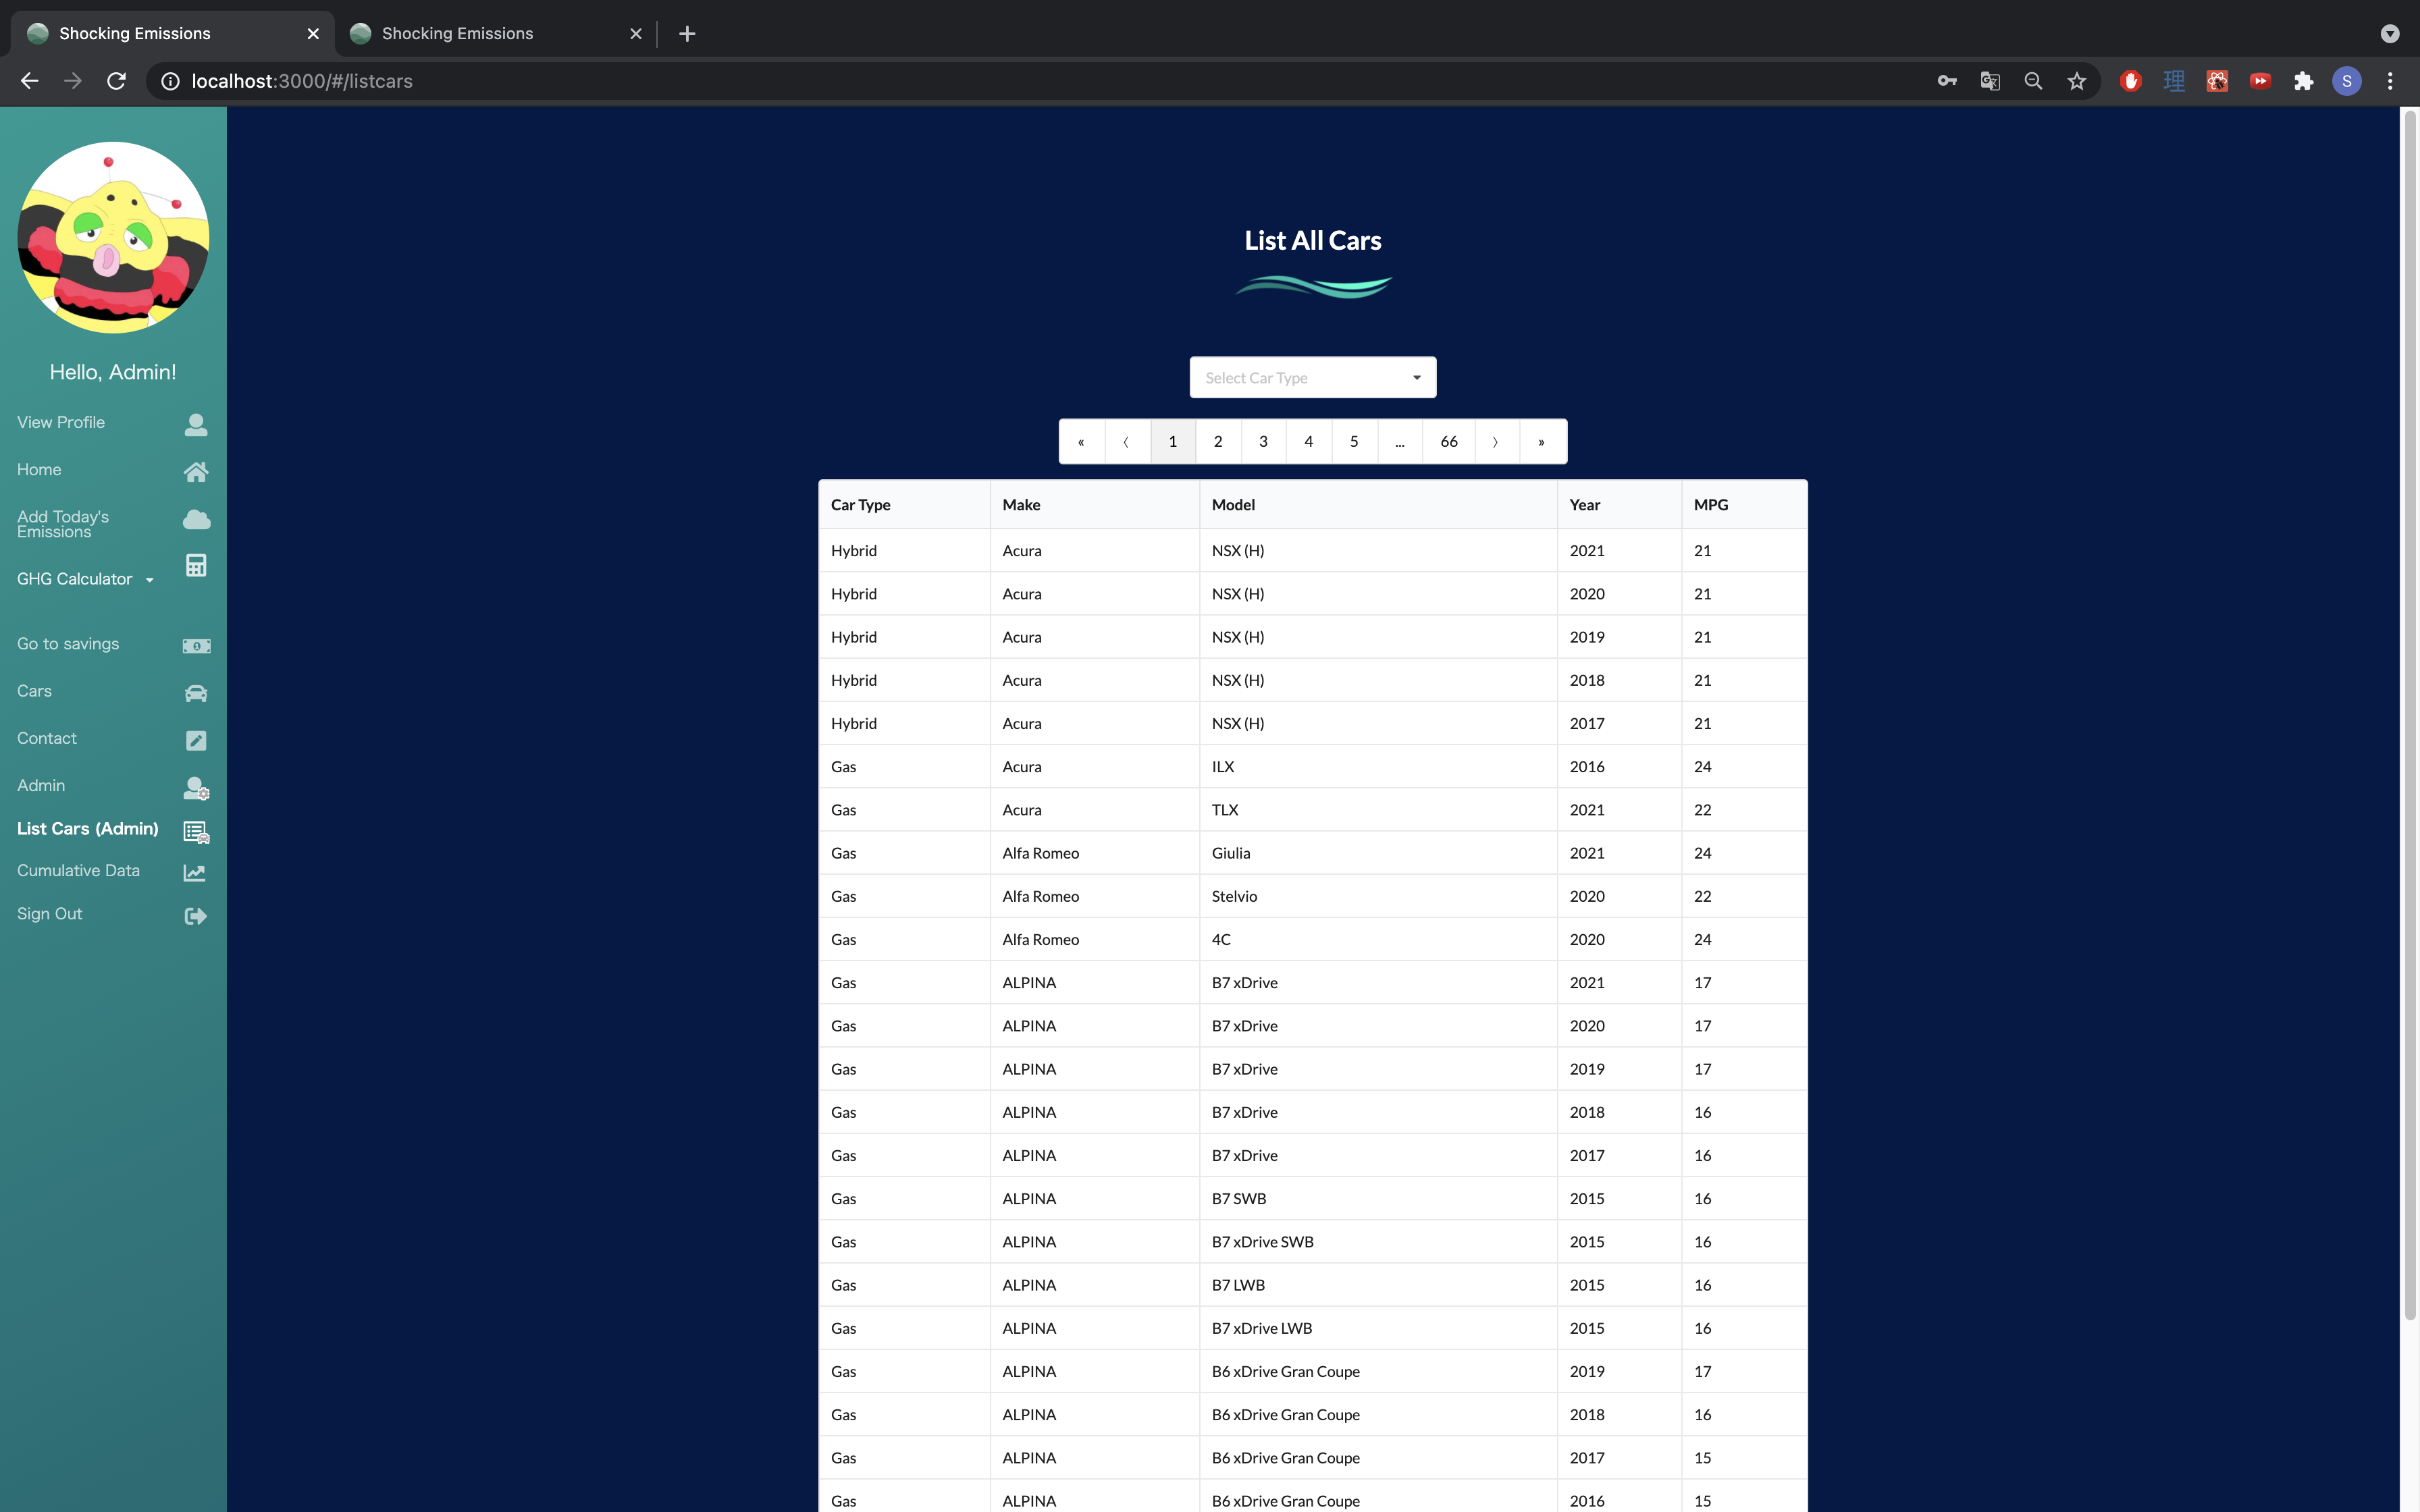 Shocking Emissions
Shocking Emissions
localhost:3000/#/listcars
S
Hello, Admin!
View Profile
Home
Add Today's
Emissions
GHG Calculator
Go to savings
Cars
Contact
Admin
List Cars (Admin)
Cumulative Data
Sign Out
List All Cars
Select Car Type
« ⟨ 1 2 3 4 5 ... 66 ⟩ »
Car Type Make Model Year MPG
Hybrid Acura NSX (H) 2021 21
Hybrid Acura NSX (H) 2020 21
Hybrid Acura NSX (H) 2019 21
Hybrid Acura NSX (H) 2018 21
Hybrid Acura NSX (H) 2017 21
Gas Acura ILX 2016 24
Gas Acura TLX 2021 22
Gas Alfa Romeo Giulia 2021 24
Gas Alfa Romeo Stelvio 2020 22
Gas Alfa Romeo 4C 2020 24
Gas ALPINA B7 xDrive 2021 17
Gas ALPINA B7 xDrive 2020 17
Gas ALPINA B7 xDrive 2019 17
Gas ALPINA B7 xDrive 2018 16
Gas ALPINA B7 xDrive 2017 16
Gas ALPINA B7 SWB 2015 16
Gas ALPINA B7 xDrive SWB 2015 16
Gas ALPINA B7 LWB 2015 16
Gas ALPINA B7 xDrive LWB 2015 16
Gas ALPINA B6 xDrive Gran Coupe 2019 17
Gas ALPINA B6 xDrive Gran Coupe 2018 16
Gas ALPINA B6 xDrive Gran Coupe 2017 15
Gas ALPINA B6 xDrive Gran Coupe 2016 15